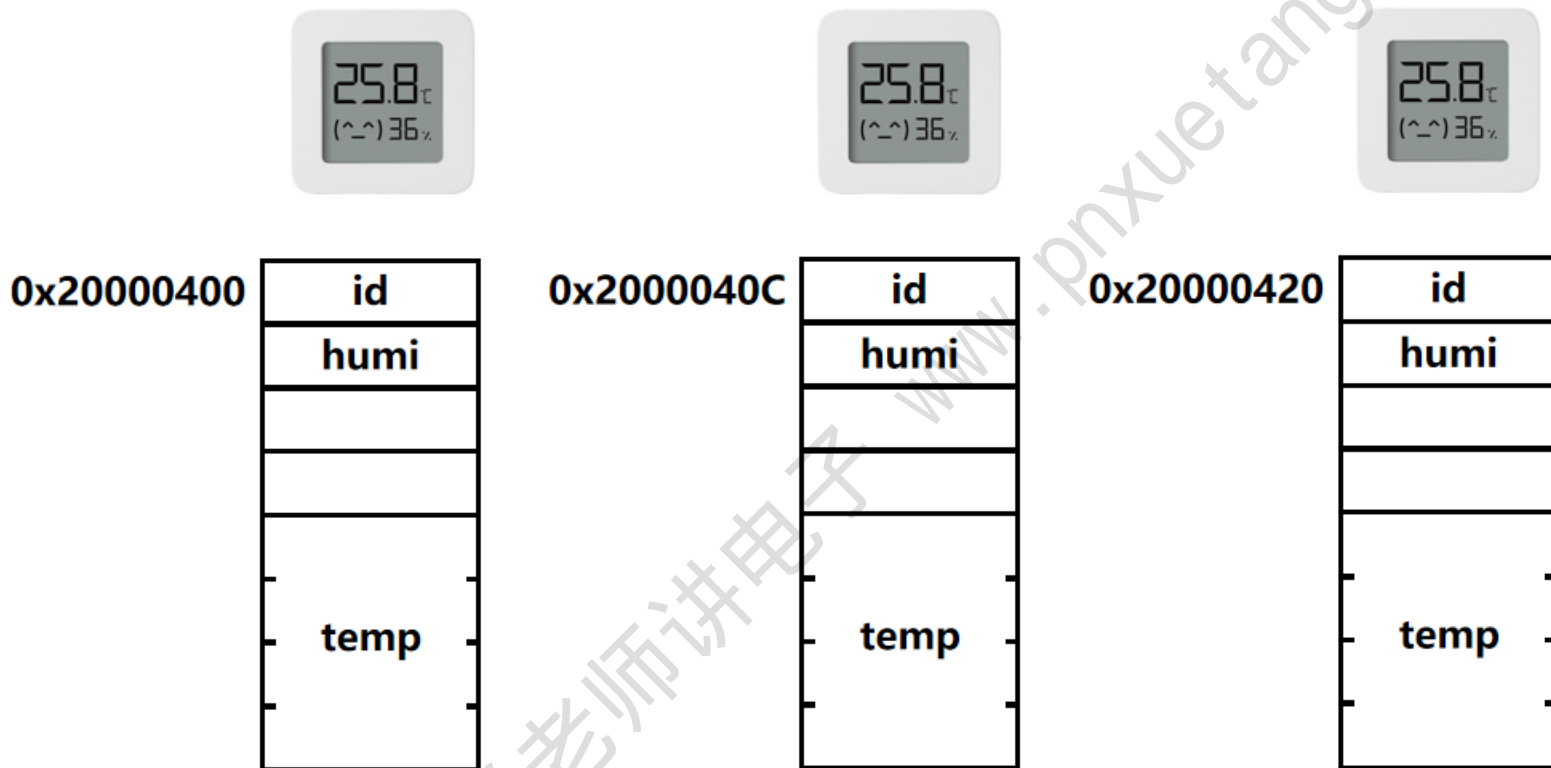 25.8℃
(^_^) 36%
25.8℃
(^_^) 36%
25.8℃
(^_^) 36%
0x20000400
id
humi
temp
0x2000040C
id
humi
temp
0x20000420
id
humi
temp
老师讲电子 www.pnxuetang